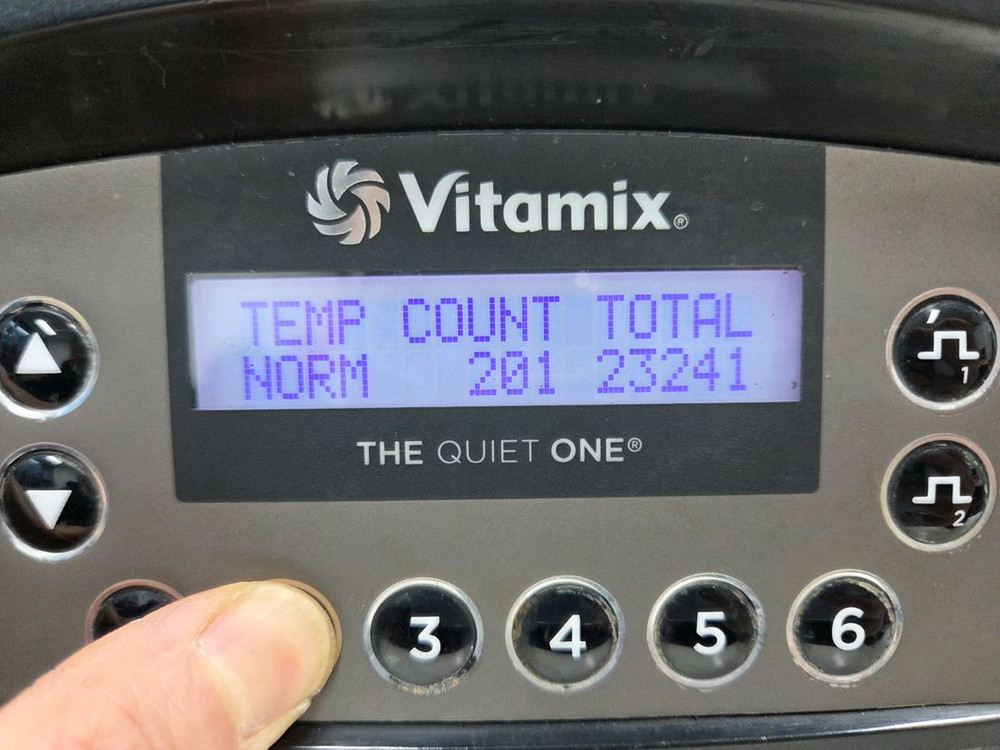 Vitamix®
TEMP COUNT TOTAL
NORM 201 23241
THE QUIET ONE®
1
2
3 4 5 6